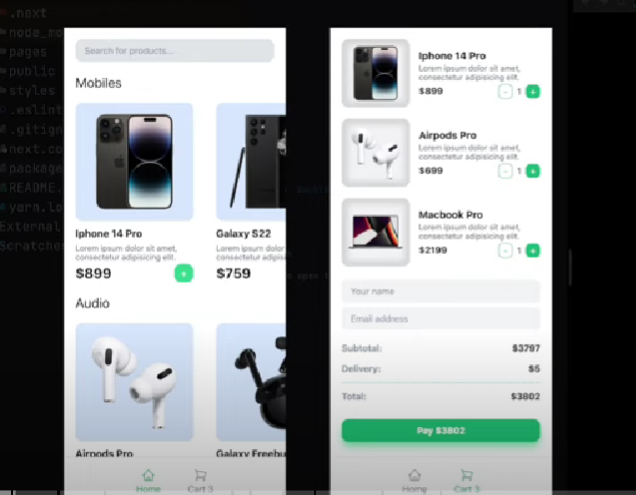 .next
node_mo
pages
public
styles
.eslint
.gitign
next.co
package
README.
yarn.lo
External
Scratches
Search for products...
Mobiles
Iphone 14 Pro
Lorem ipsum dolor sit amet,
consectetur adipisicing elit.
$899
+
Galaxy S22
Lorem ipsum dolor sit
consectetur adipisicing
$759
Audio
Airpods Pro
Galaxy Freebu
Home
Cart 3
Iphone 14 Pro
Lorem ipsum dolor sit amet,
consectetur adipisicing elit.
$899
- 1 +
Airpods Pro
Lorem ipsum dolor sit amet,
consectetur adipisicing elit.
$699
- 1 +
Macbook Pro
Lorem ipsum dolor sit amet,
consectetur adipisicing elit.
$2199
- 1 +
Your name
Email address
Subtotal: $3797
Delivery: $5
Total: $3802
Pay $3802
Home
Cart 3